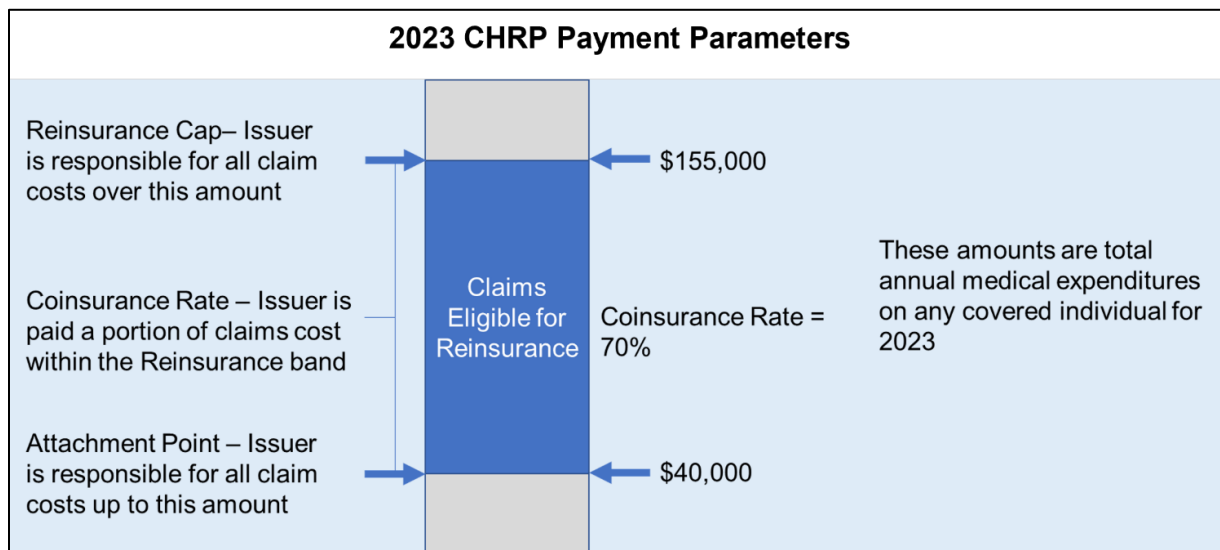 2023 CHRP Payment Parameters
Reinsurance Cap– Issuer
is responsible for all claim
costs over this amount
$155,000
Coinsurance Rate – Issuer is
paid a portion of claims cost
within the Reinsurance band
Claims
Eligible for
Reinsurance
Coinsurance Rate =
70%
These amounts are total
annual medical expenditures
on any covered individual for
2023
Attachment Point – Issuer
is responsible for all claim
costs up to this amount
$40,000